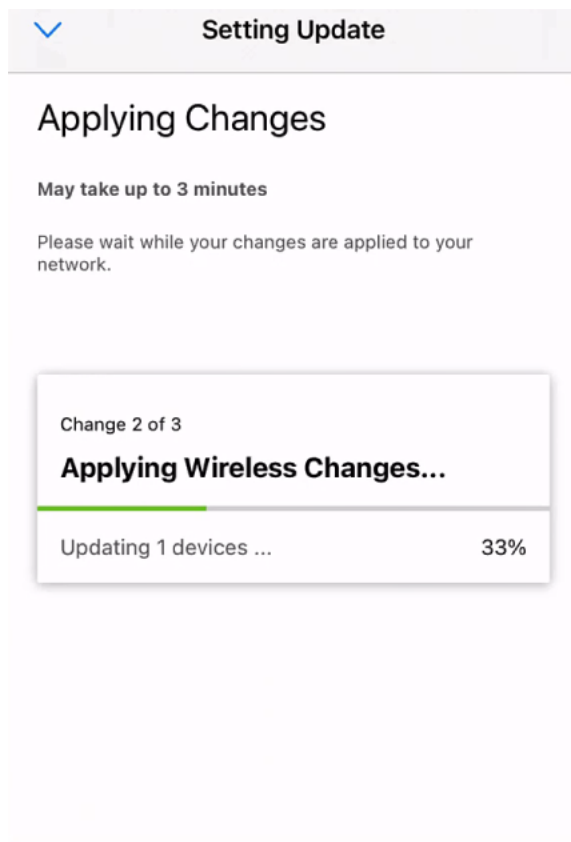 Setting Update
Applying Changes
May take up to 3 minutes
Please wait while your changes are applied to your
network.
Change 2 of 3
Applying Wireless Changes...
Updating 1 devices ...
33%